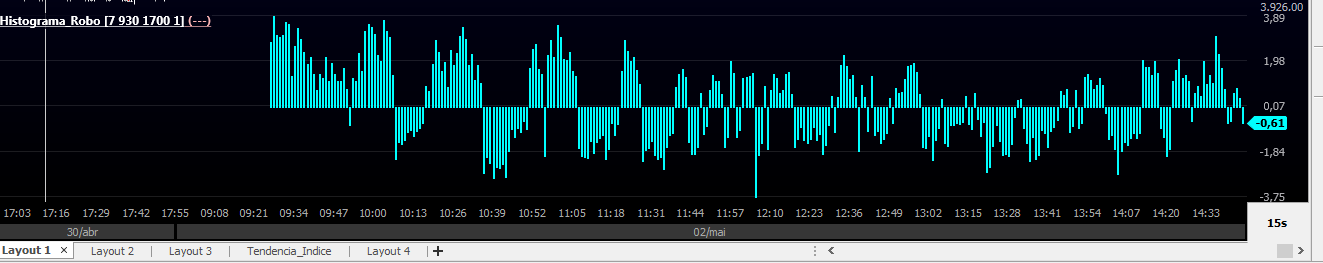 3.926.00
Histograma_Robo [7 930 1700 1] (---)
3,89
1,98
0,07
-0,61
-1,84
-3,75
17:03 17:16 17:29 17:42 17:55 09:08 09:21 09:34 09:47 10:00 10:13 10:26 10:39 10:52 11:05 11:18 11:31 11:44 11:57 12:10 12:23 12:36 12:49 13:02 13:15 13:28 13:41 13:54 14:07 14:20 14:33
15s
30/abr 02/mai
Layout 1 × Layout 2 Layout 3 Tendencia_Indice Layout 4 +